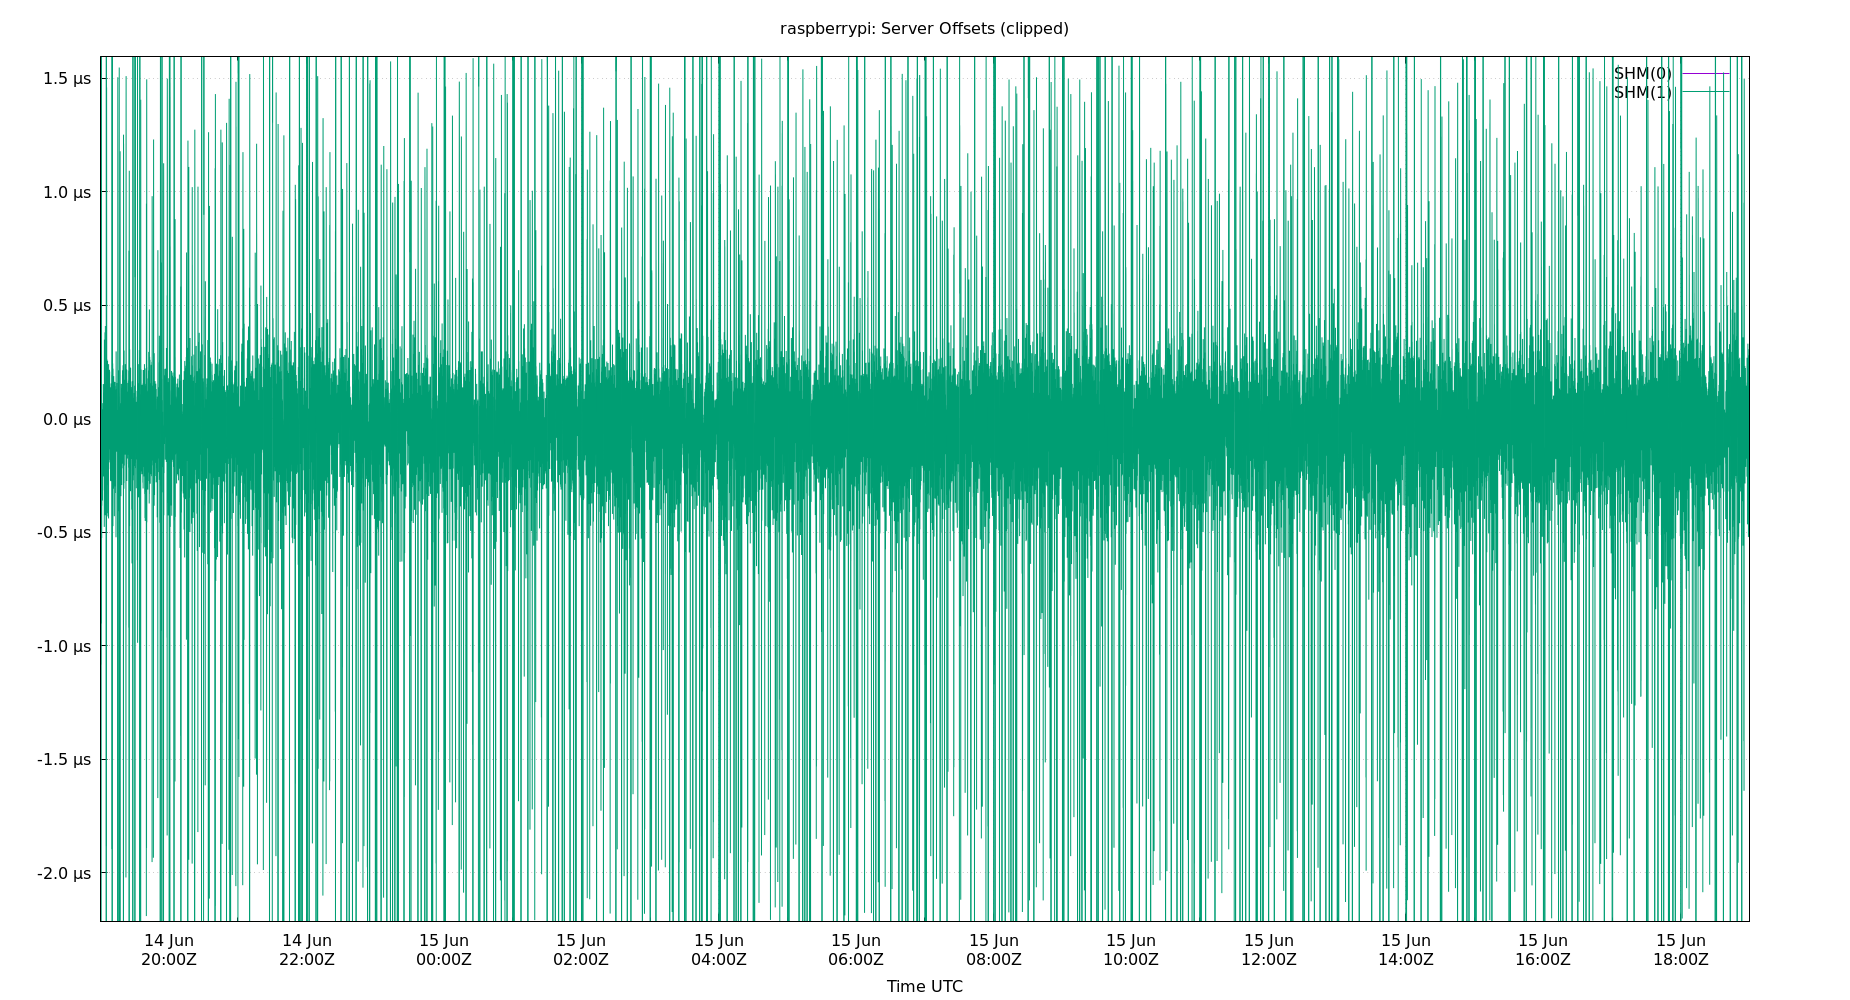 raspberrypi: Server Offsets (clipped)
SHM(0)
SHM(1)
1.5 µs
1.0 µs
0.5 µs
0.0 µs
-0.5 µs
-1.0 µs
-1.5 µs
-2.0 µs
14 Jun 14 Jun 15 Jun 15 Jun 15 Jun 15 Jun 15 Jun 15 Jun 15 Jun 15 Jun 15 Jun 15 Jun
20:00Z 22:00Z 00:00Z 02:00Z 04:00Z 06:00Z 08:00Z 10:00Z 12:00Z 14:00Z 16:00Z 18:00Z
Time UTC